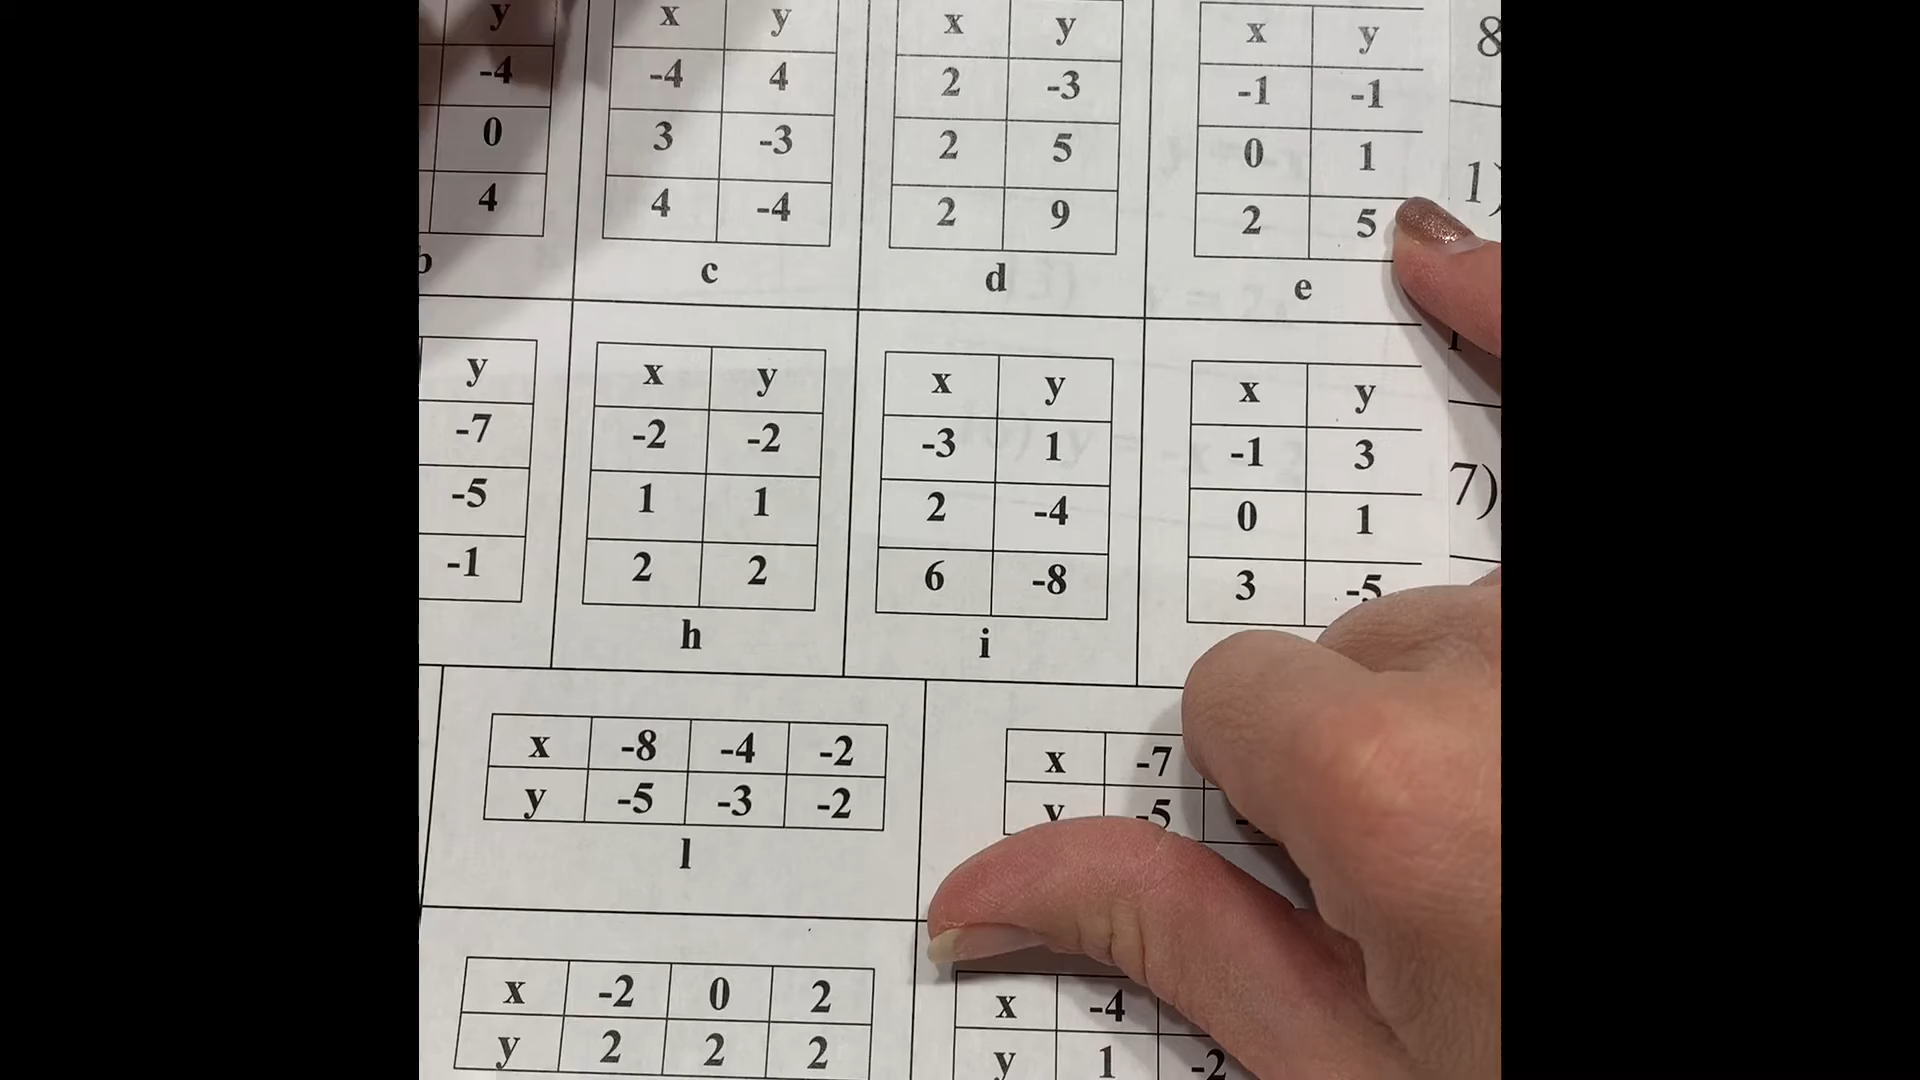 y
-4
0
4
x y
-4 4
3 -3
4 -4
c
x y
2 -3
2 5
2 9
d
x y
-1 -1
0 1
2 5
e
8
1)
y
-7
-5
-1
x y
-2 -2
1 1
2 2
h
x y
-3 1
2 -4
6 -8
i
x y
-1 3
0 1
3 -5
7)
x -8 -4 -2
y -5 -3 -2
l
x -7
y -5
x -2 0 2
y 2 2 2
x -4
y 1 -2